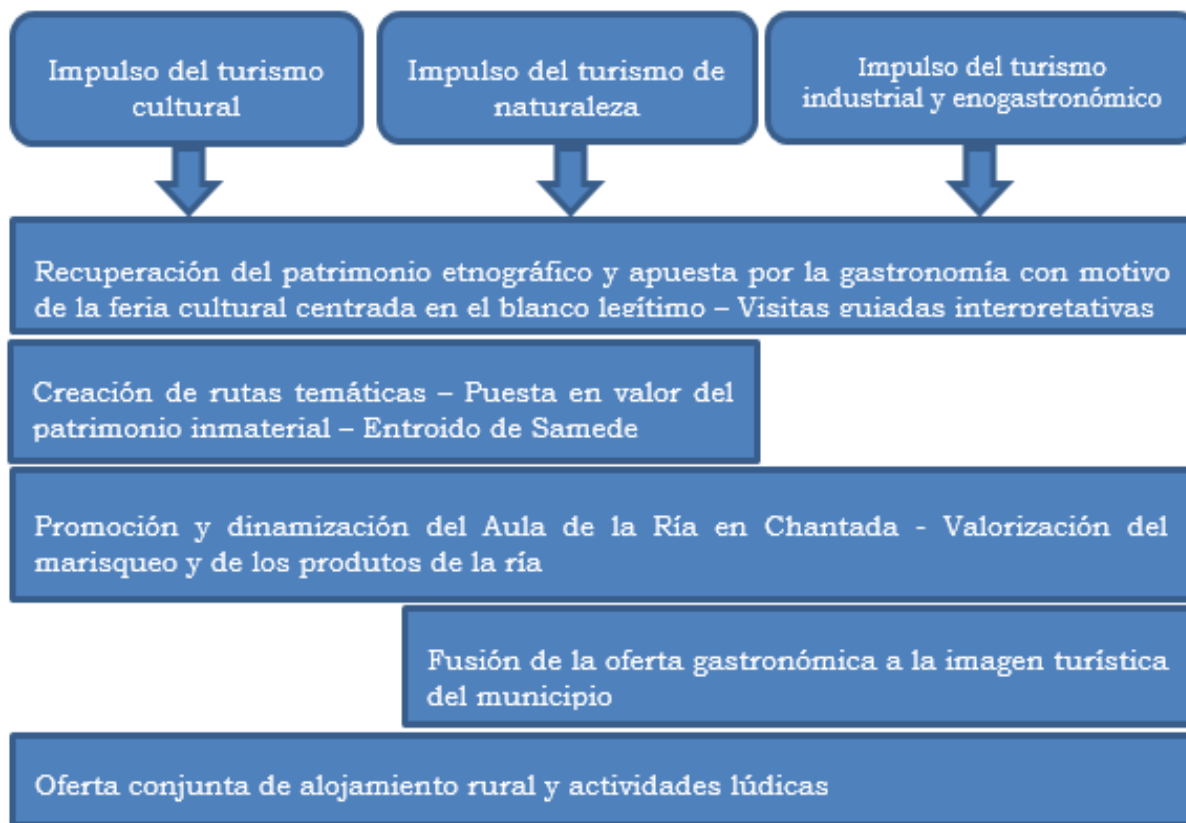 Impulso del turismo
cultural
Impulso del turismo de
naturaleza
Impulso del turismo
industrial y enogastronómico
Recuperación del patrimonio etnográfico y apuesta por la gastronomía con motivo
de la feria cultural centrada en el blanco legítimo – Visitas guiadas interpretativas
Creación de rutas temáticas – Puesta en valor del
patrimonio inmaterial – Entroido de Samede
Promoción y dinamización del Aula de la Ría en Chantada - Valorización del
marisqueo y de los produtos de la ría
Fusión de la oferta gastronómica a la imagen turística
del municipio
Oferta conjunta de alojamiento rural y actividades lúdicas